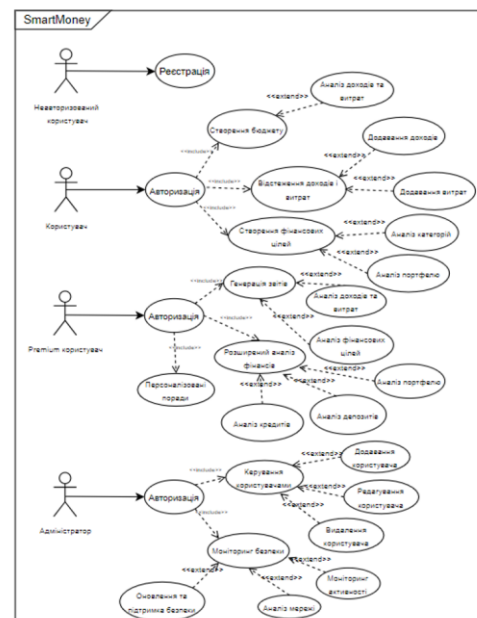 SmartMoney
Неавторизований
користувач
Реєстрація
Аналіз доходів та
витрат
<<extend>>
Створення бюджету
<<include>>
Додавання доходів
<<extend>>
Користувач
Авторизація
<<include>>
Відстеження доходів і
витрат
<<extend>>
Додавання витрат
<<include>>
Створення фінансових
цілей
<<extend>>
Аналіз категорій
<<extend>>
Аналіз портфелю
Premium користувач
Авторизація
<<include>>
Генерація звітів
<<extend>>
Аналіз доходів та
витрат
<<extend>>
Аналіз фінансових
цілей
<<include>>
Розширений аналіз
фінансів
<<extend>>
Аналіз портфелю
<<include>>
Персоналізовані
поради
<<extend>>
Аналіз кредитів
<<extend>>
Аналіз депозитів
Адміністратор
Авторизація
<<include>>
Керування
користувачами
<<extend>>
Додавання
користувача
<<extend>>
Редагування
користувача
<<extend>>
Видалення
користувача
<<include>>
Моніторинг безпеки
<<extend>>
Оновлення та
підтримка безпеки
<<extend>>
Аналіз мережі
<<extend>>
Моніторинг
активності